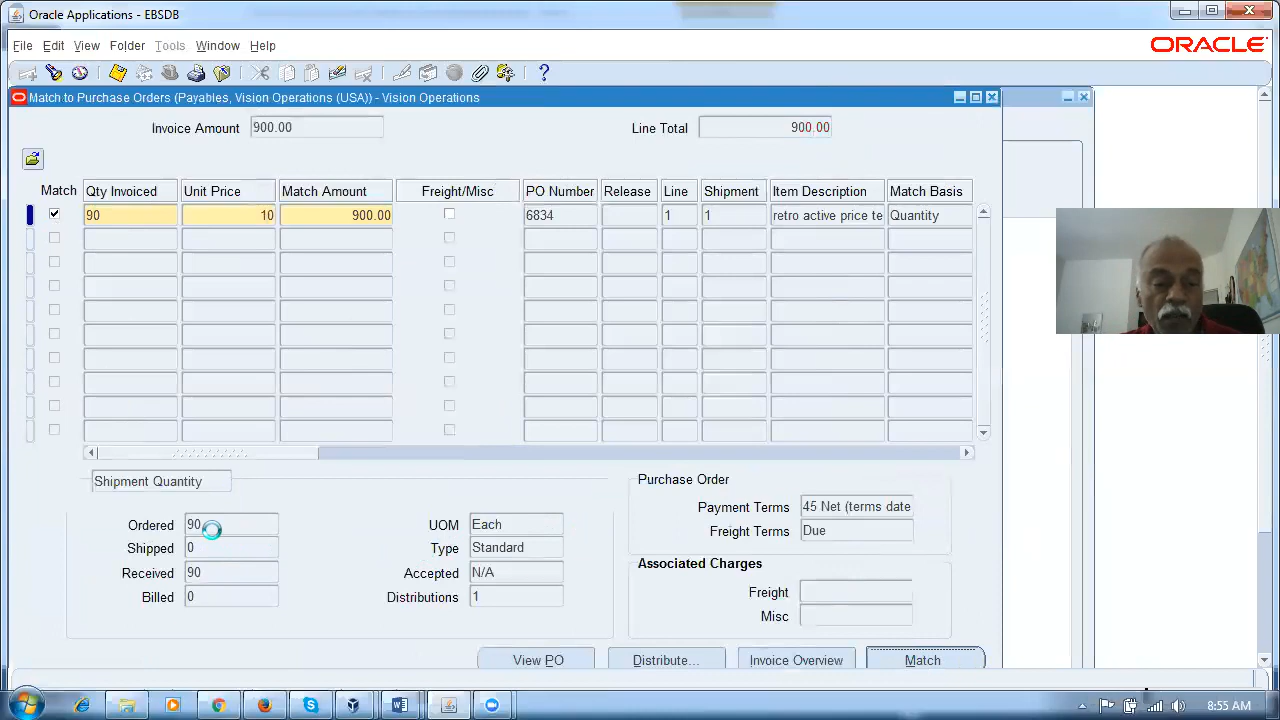 Oracle Applications - EBSDB
File Edit View Folder Tools Window Help
ORACLE
Match to Purchase Orders (Payables, Vision Operations (USA)) - Vision Operations
Invoice Amount 900.00 Line Total 900.00
Match Qty Invoiced Unit Price Match Amount Freight/Misc PO Number Release Line Shipment Item Description Match Basis
90 10 900.00 6834 1 1 retro active price te Quantity
Shipment Quantity
Purchase Order
Payment Terms 45 Net (terms date
Freight Terms Due
Ordered 90 UOM Each
Shipped 0 Type Standard
Received 90 Accepted N/A
Billed 0 Distributions 1
Associated Charges
Freight
Misc
View PO Distribute... Invoice Overview Match
8:55 AM